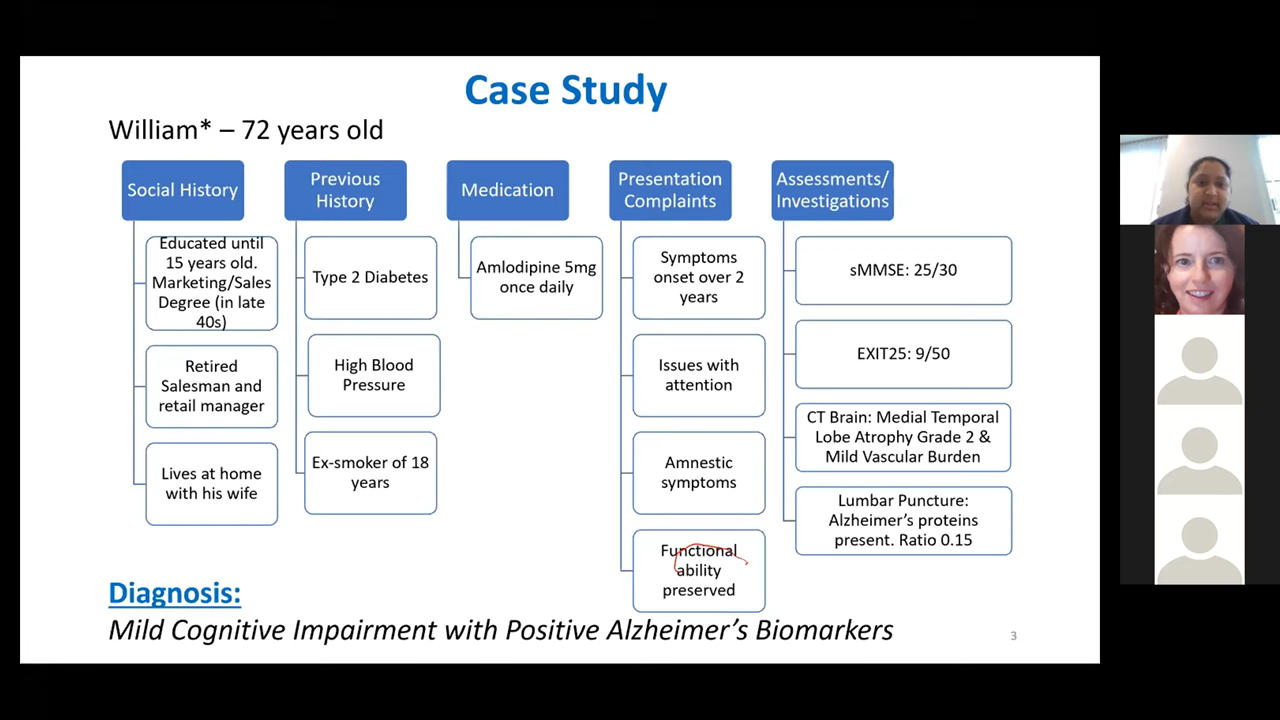 Case Study
William* – 72 years old
Social History
Educated until
15 years old.
Marketing/Sales
Degree (in late
40s)
Retired
Salesman and
retail manager
Lives at home
with his wife
Previous
History
Type 2 Diabetes
High Blood
Pressure
Ex-smoker of 18
years
Medication
Amlodipine 5mg
once daily
Presentation
Complaints
Symptoms
onset over 2
years
Issues with
attention
Amnestic
symptoms
Functional
ability
preserved
Assessments/
Investigations
sMMSE: 25/30
EXIT25: 9/50
CT Brain: Medial Temporal
Lobe Atrophy Grade 2 &
Mild Vascular Burden
Lumbar Puncture:
Alzheimer’s proteins
present. Ratio 0.15
Diagnosis:
Mild Cognitive Impairment with Positive Alzheimer’s Biomarkers
3